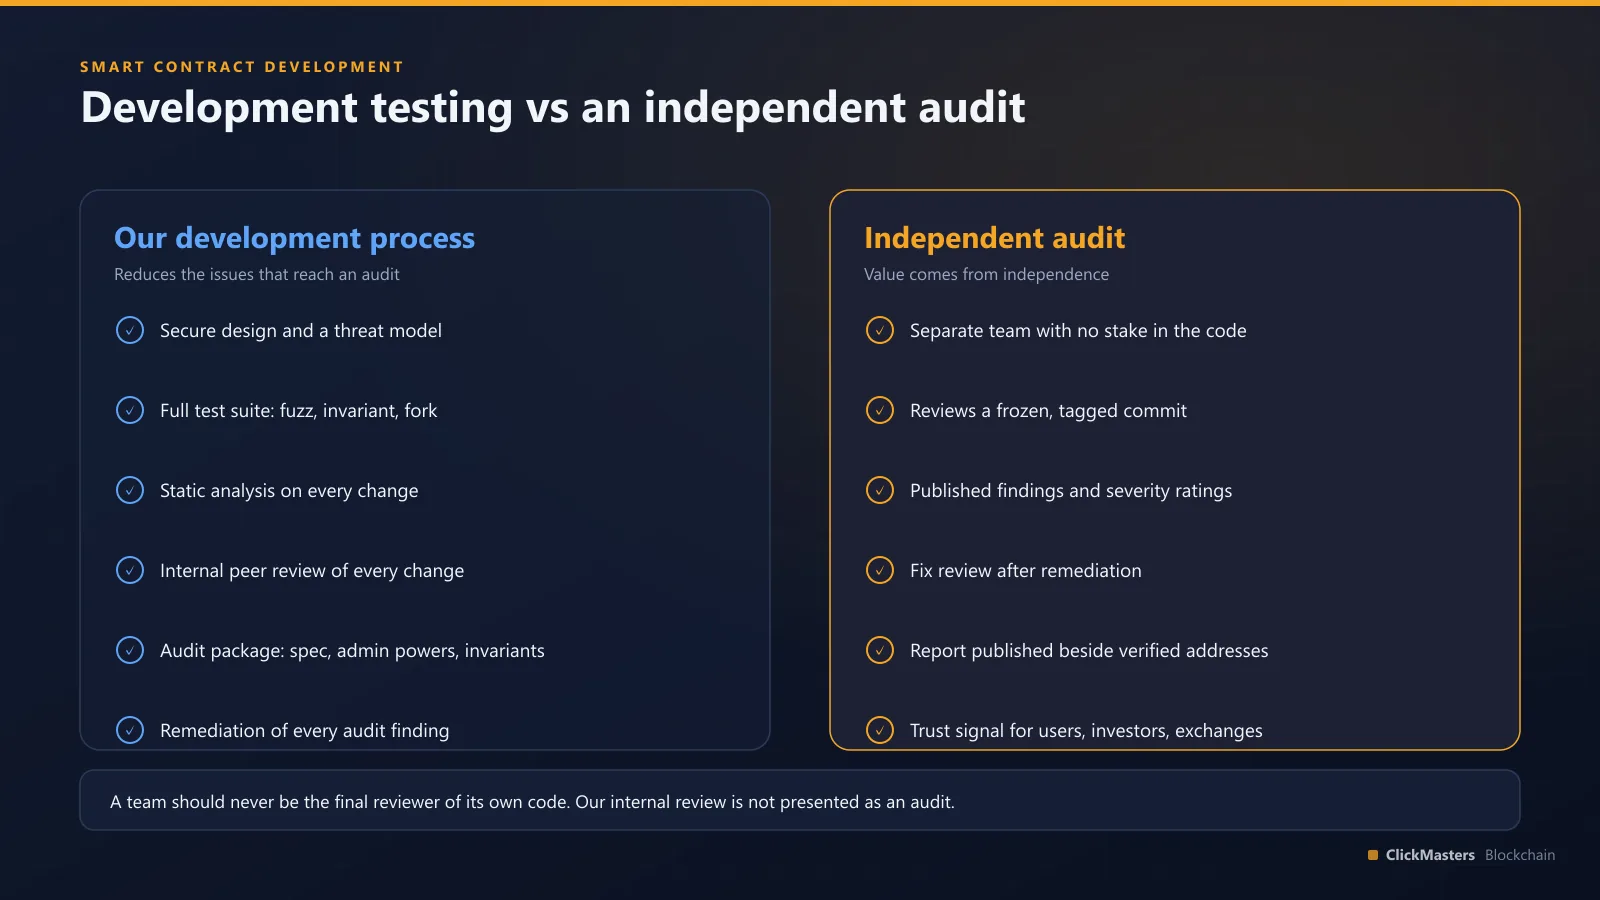 SMART CONTRACT DEVELOPMENT
Development testing vs an independent audit
Our development process
Reduces the issues that reach an audit
Secure design and a threat model
Full test suite: fuzz, invariant, fork
Static analysis on every change
Internal peer review of every change
Audit package: spec, admin powers, invariants
Remediation of every audit finding
Independent audit
Value comes from independence
Separate team with no stake in the code
Reviews a frozen, tagged commit
Published findings and severity ratings
Fix review after remediation
Report published beside verified addresses
Trust signal for users, investors, exchanges
A team should never be the final reviewer of its own code. Our internal review is not presented as an audit.
ClickMasters Blockchain